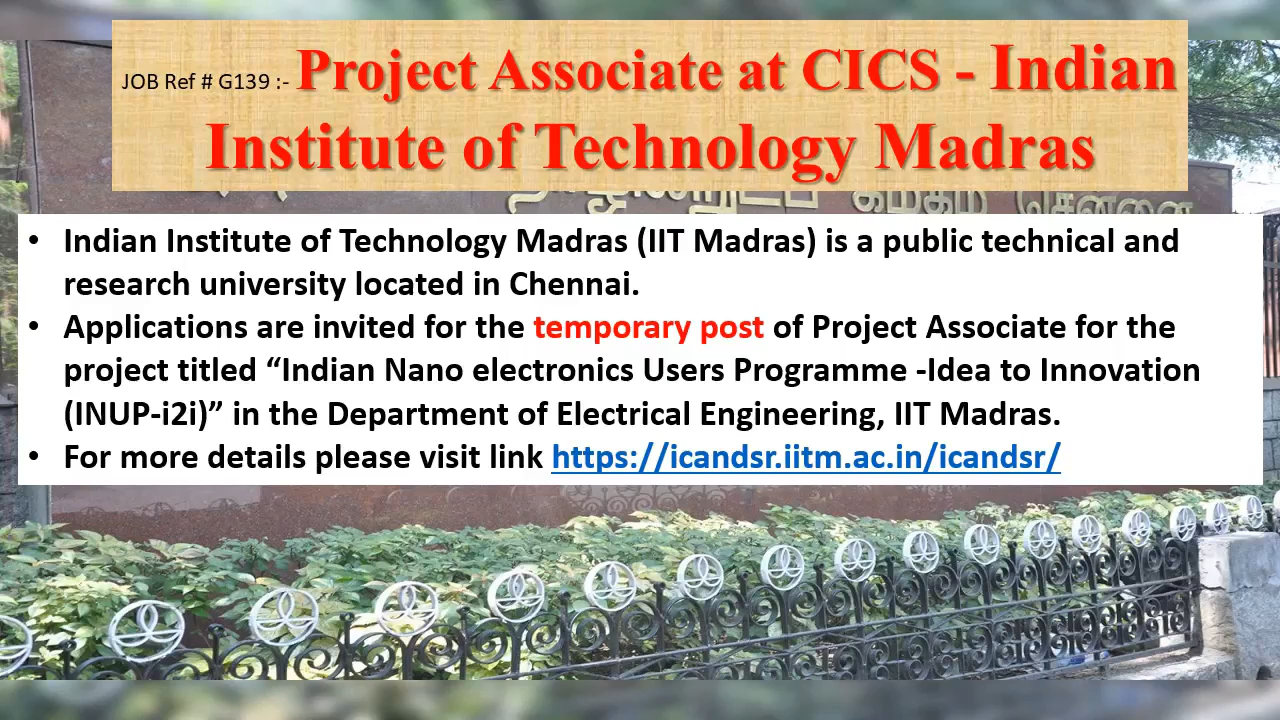 JOB Ref # G139 :- Project Associate at CICS - Indian
Institute of Technology Madras
• Indian Institute of Technology Madras (IIT Madras) is a public technical and
research university located in Chennai.
• Applications are invited for the temporary post of Project Associate for the
project titled “Indian Nano electronics Users Programme -Idea to Innovation
(INUP-i2i)” in the Department of Electrical Engineering, IIT Madras.
• For more details please visit link https://icandsr.iitm.ac.in/icandsr/